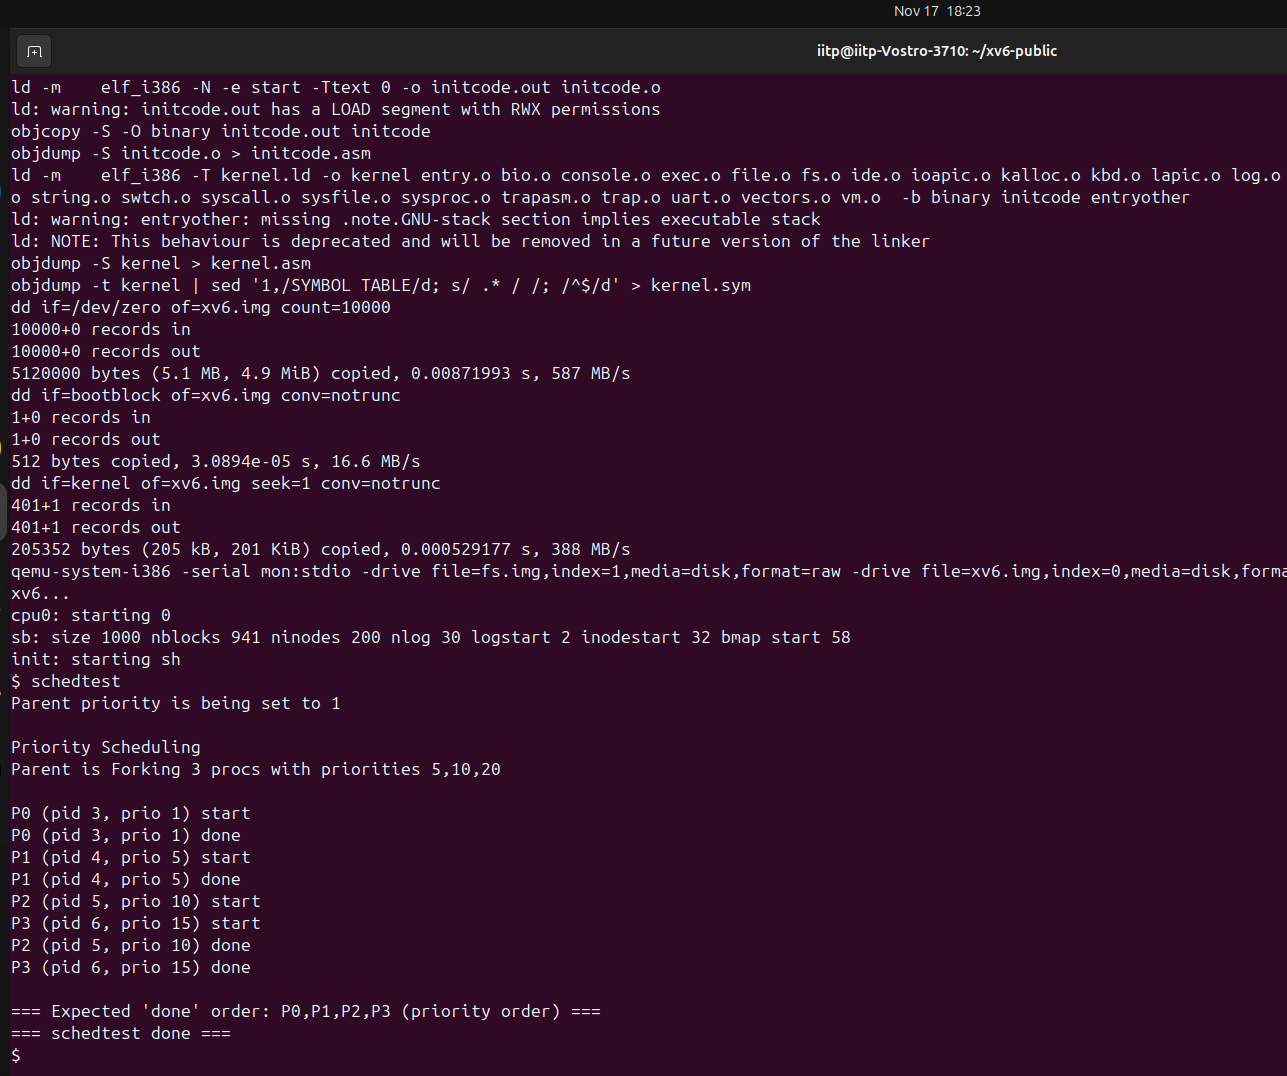 Nov 17 18:23
iitp@iitp-Vostro-3710: ~/xv6-public
ld -m    elf_i386 -N -e start -Ttext 0 -o initcode.out initcode.o
ld: warning: initcode.out has a LOAD segment with RWX permissions
objcopy -S -O binary initcode.out initcode
objdump -S initcode.o > initcode.asm
ld -m    elf_i386 -T kernel.ld -o kernel entry.o bio.o console.o exec.o file.o fs.o ide.o ioapic.o kalloc.o kbd.o lapic.o log.o
o string.o swtch.o syscall.o sysfile.o sysproc.o trapasm.o trap.o uart.o vectors.o vm.o  -b binary initcode entryother
ld: warning: entryother: missing .note.GNU-stack section implies executable stack
ld: NOTE: This behaviour is deprecated and will be removed in a future version of the linker
objdump -S kernel > kernel.asm
objdump -t kernel | sed '1,/SYMBOL TABLE/d; s/ .* / /; /^$/d' > kernel.sym
dd if=/dev/zero of=xv6.img count=10000
10000+0 records in
10000+0 records out
5120000 bytes (5.1 MB, 4.9 MiB) copied, 0.00871993 s, 587 MB/s
dd if=bootblock of=xv6.img conv=notrunc
1+0 records in
1+0 records out
512 bytes copied, 3.0894e-05 s, 16.6 MB/s
dd if=kernel of=xv6.img seek=1 conv=notrunc
401+1 records in
401+1 records out
205352 bytes (205 kB, 201 KiB) copied, 0.000529177 s, 388 MB/s
qemu-system-i386 -serial mon:stdio -drive file=fs.img,index=1,media=disk,format=raw -drive file=xv6.img,index=0,media=disk,forma
xv6...
cpu0: starting 0
sb: size 1000 nblocks 941 ninodes 200 nlog 30 logstart 2 inodestart 32 bmap start 58
init: starting sh
$ schedtest
Parent priority is being set to 1
Priority Scheduling
Parent is Forking 3 procs with priorities 5,10,20
P0 (pid 3, prio 1) start
P0 (pid 3, prio 1) done
P1 (pid 4, prio 5) start
P1 (pid 4, prio 5) done
P2 (pid 5, prio 10) start
P3 (pid 6, prio 15) start
P2 (pid 5, prio 10) done
P3 (pid 6, prio 15) done
=== Expected 'done' order: P0,P1,P2,P3 (priority order) ===
=== schedtest done ===
$